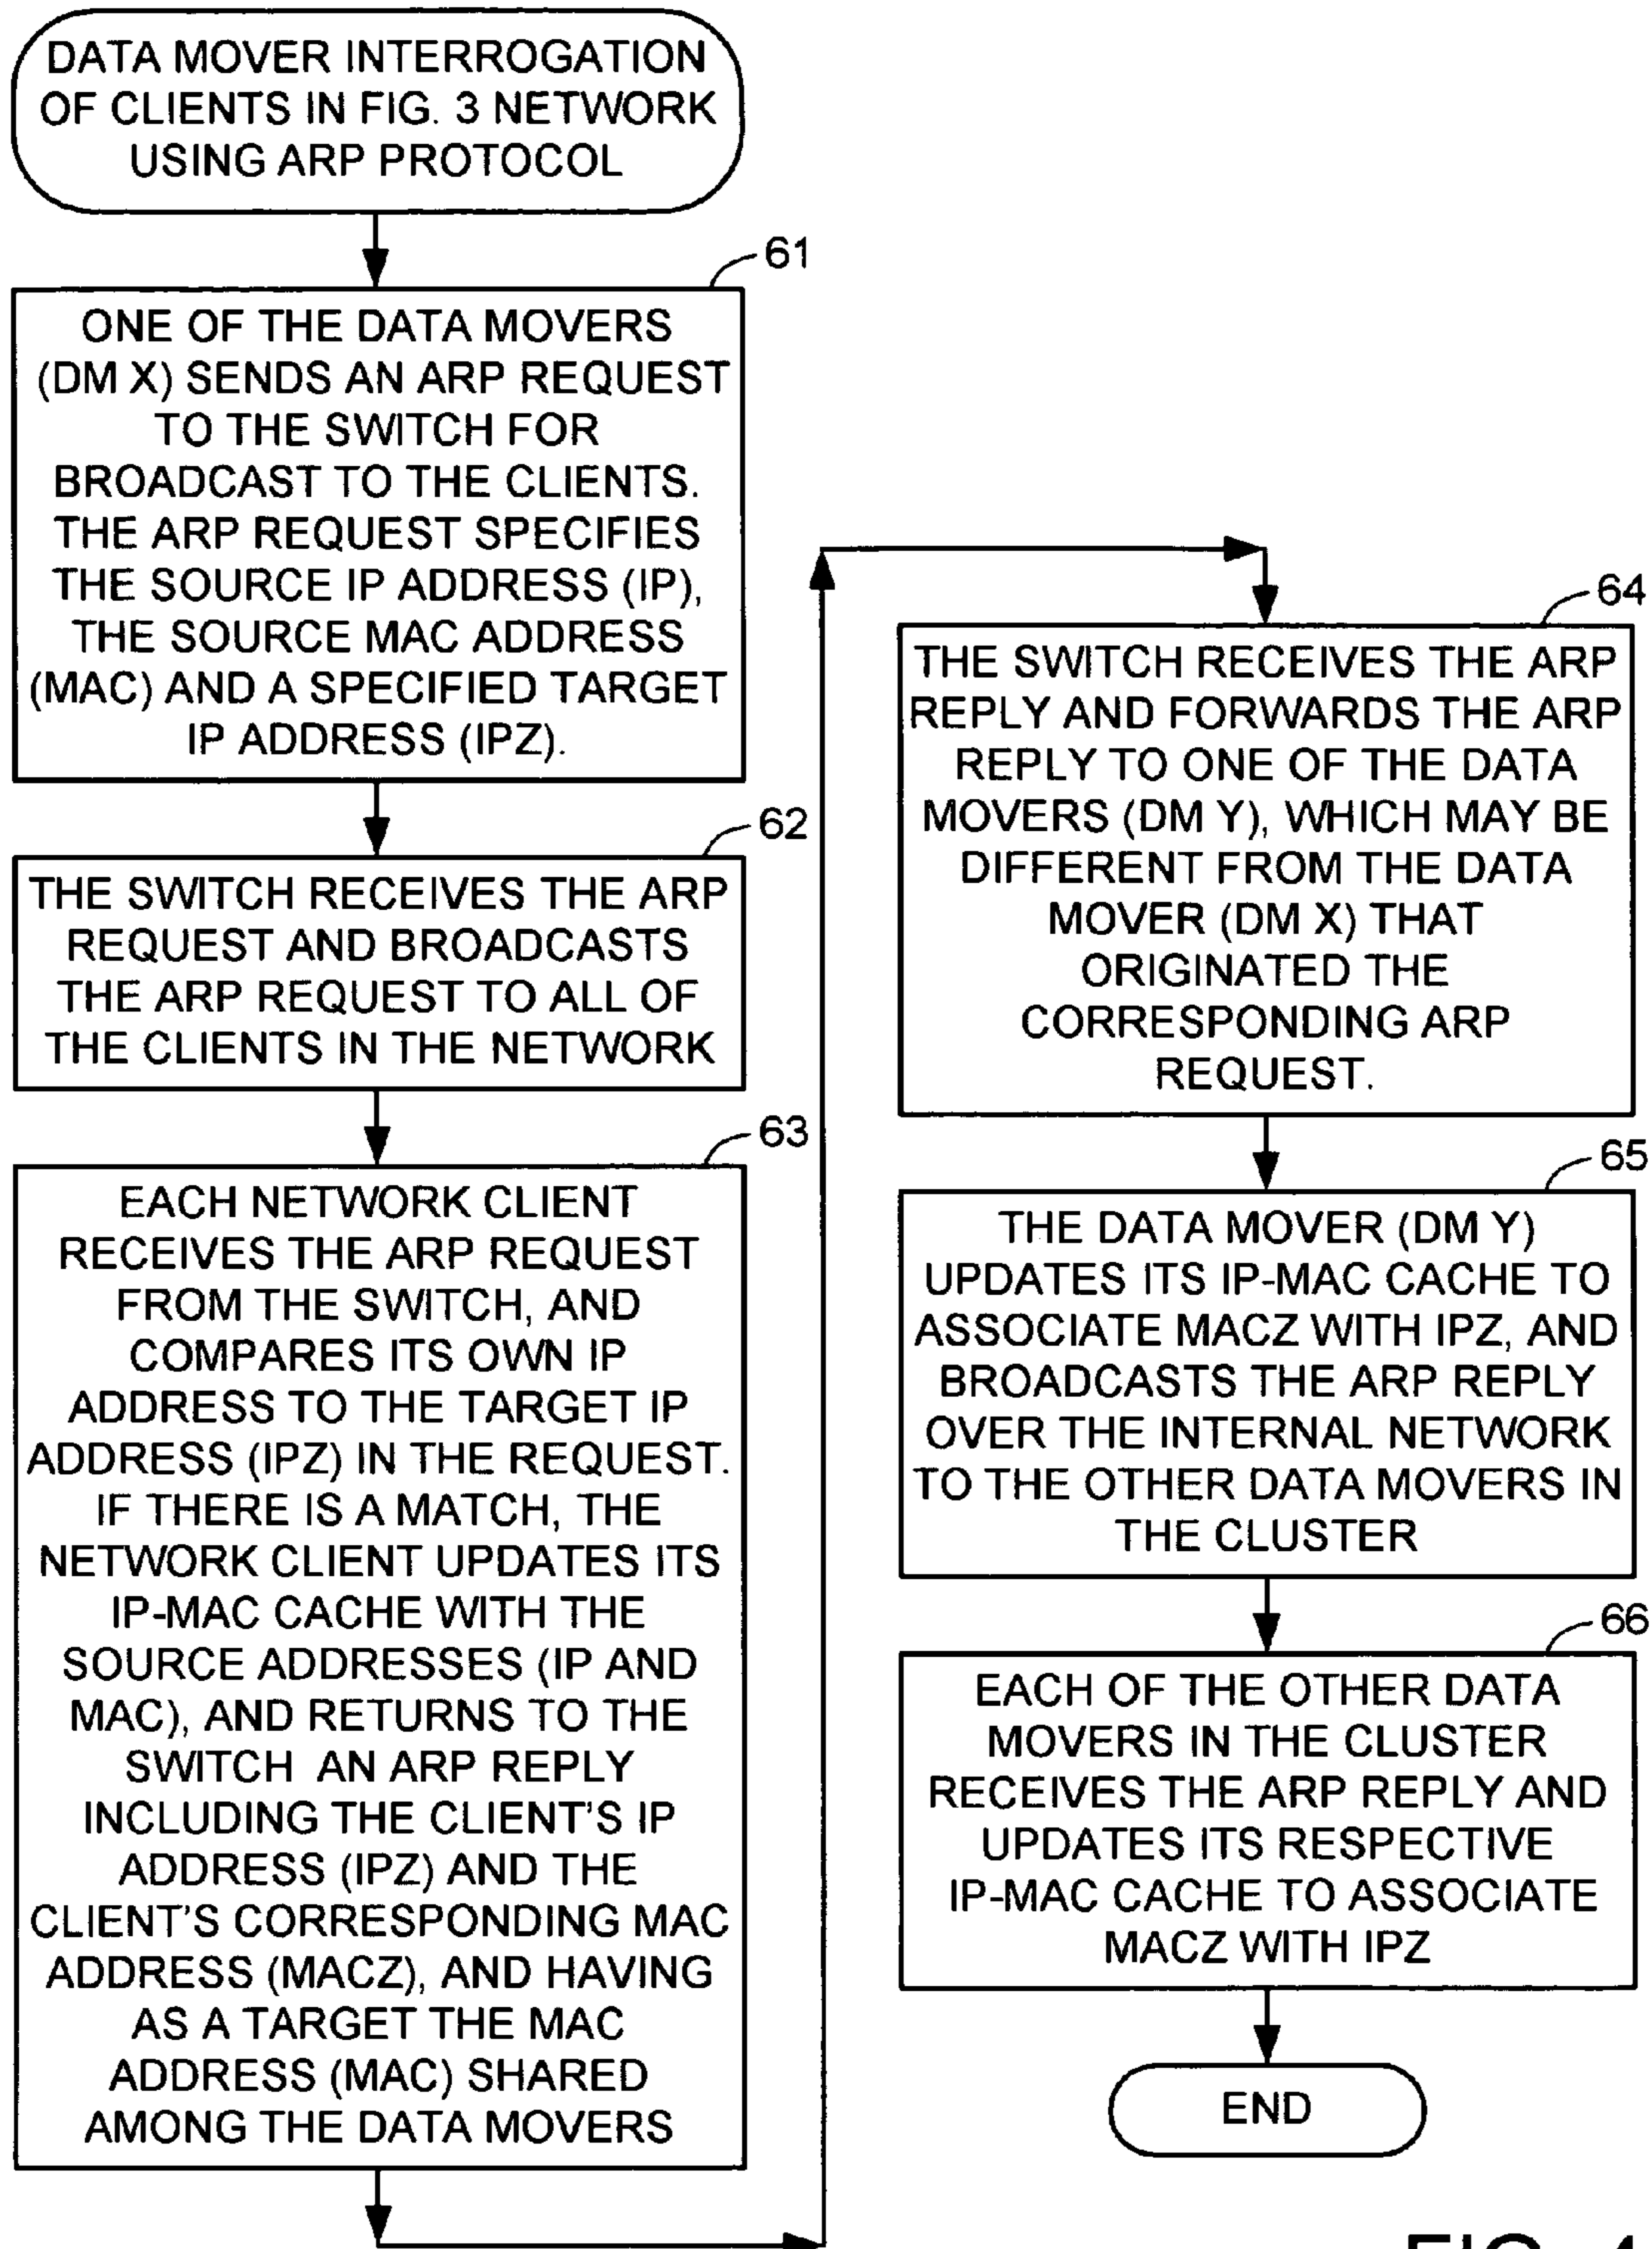 DATA MOVER INTERROGATION
OF CLIENTS IN FIG. 3 NETWORK
USING ARP PROTOCOL
61
ONE OF THE DATA MOVERS
(DM X) SENDS AN ARP REQUEST
TO THE SWITCH FOR
BROADCAST TO THE CLIENTS.
THE ARP REQUEST SPECIFIES
THE SOURCE IP ADDRESS (IP),
THE SOURCE MAC ADDRESS
(MAC) AND A SPECIFIED TARGET
IP ADDRESS (IPZ).
62
THE SWITCH RECEIVES THE ARP
REQUEST AND BROADCASTS
THE ARP REQUEST TO ALL OF
THE CLIENTS IN THE NETWORK
63
EACH NETWORK CLIENT
RECEIVES THE ARP REQUEST
FROM THE SWITCH, AND
COMPARES ITS OWN IP
ADDRESS TO THE TARGET IP
ADDRESS (IPZ) IN THE REQUEST.
IF THERE IS A MATCH, THE
NETWORK CLIENT UPDATES ITS
IP-MAC CACHE WITH THE
SOURCE ADDRESSES (IP AND
MAC), AND RETURNS TO THE
SWITCH AN ARP REPLY
INCLUDING THE CLIENT'S IP
ADDRESS (IPZ) AND THE
CLIENT'S CORRESPONDING MAC
ADDRESS (MACZ), AND HAVING
AS A TARGET THE MAC
ADDRESS (MAC) SHARED
AMONG THE DATA MOVERS
64
THE SWITCH RECEIVES THE ARP
REPLY AND FORWARDS THE ARP
REPLY TO ONE OF THE DATA
MOVERS (DM Y), WHICH MAY BE
DIFFERENT FROM THE DATA
MOVER (DM X) THAT
ORIGINATED THE
CORRESPONDING ARP
REQUEST.
65
THE DATA MOVER (DM Y)
UPDATES ITS IP-MAC CACHE TO
ASSOCIATE MACZ WITH IPZ, AND
BROADCASTS THE ARP REPLY
OVER THE INTERNAL NETWORK
TO THE OTHER DATA MOVERS IN
THE CLUSTER
66
EACH OF THE OTHER DATA
MOVERS IN THE CLUSTER
RECEIVES THE ARP REPLY AND
UPDATES ITS RESPECTIVE
IP-MAC CACHE TO ASSOCIATE
MACZ WITH IPZ
END
FIG. 4